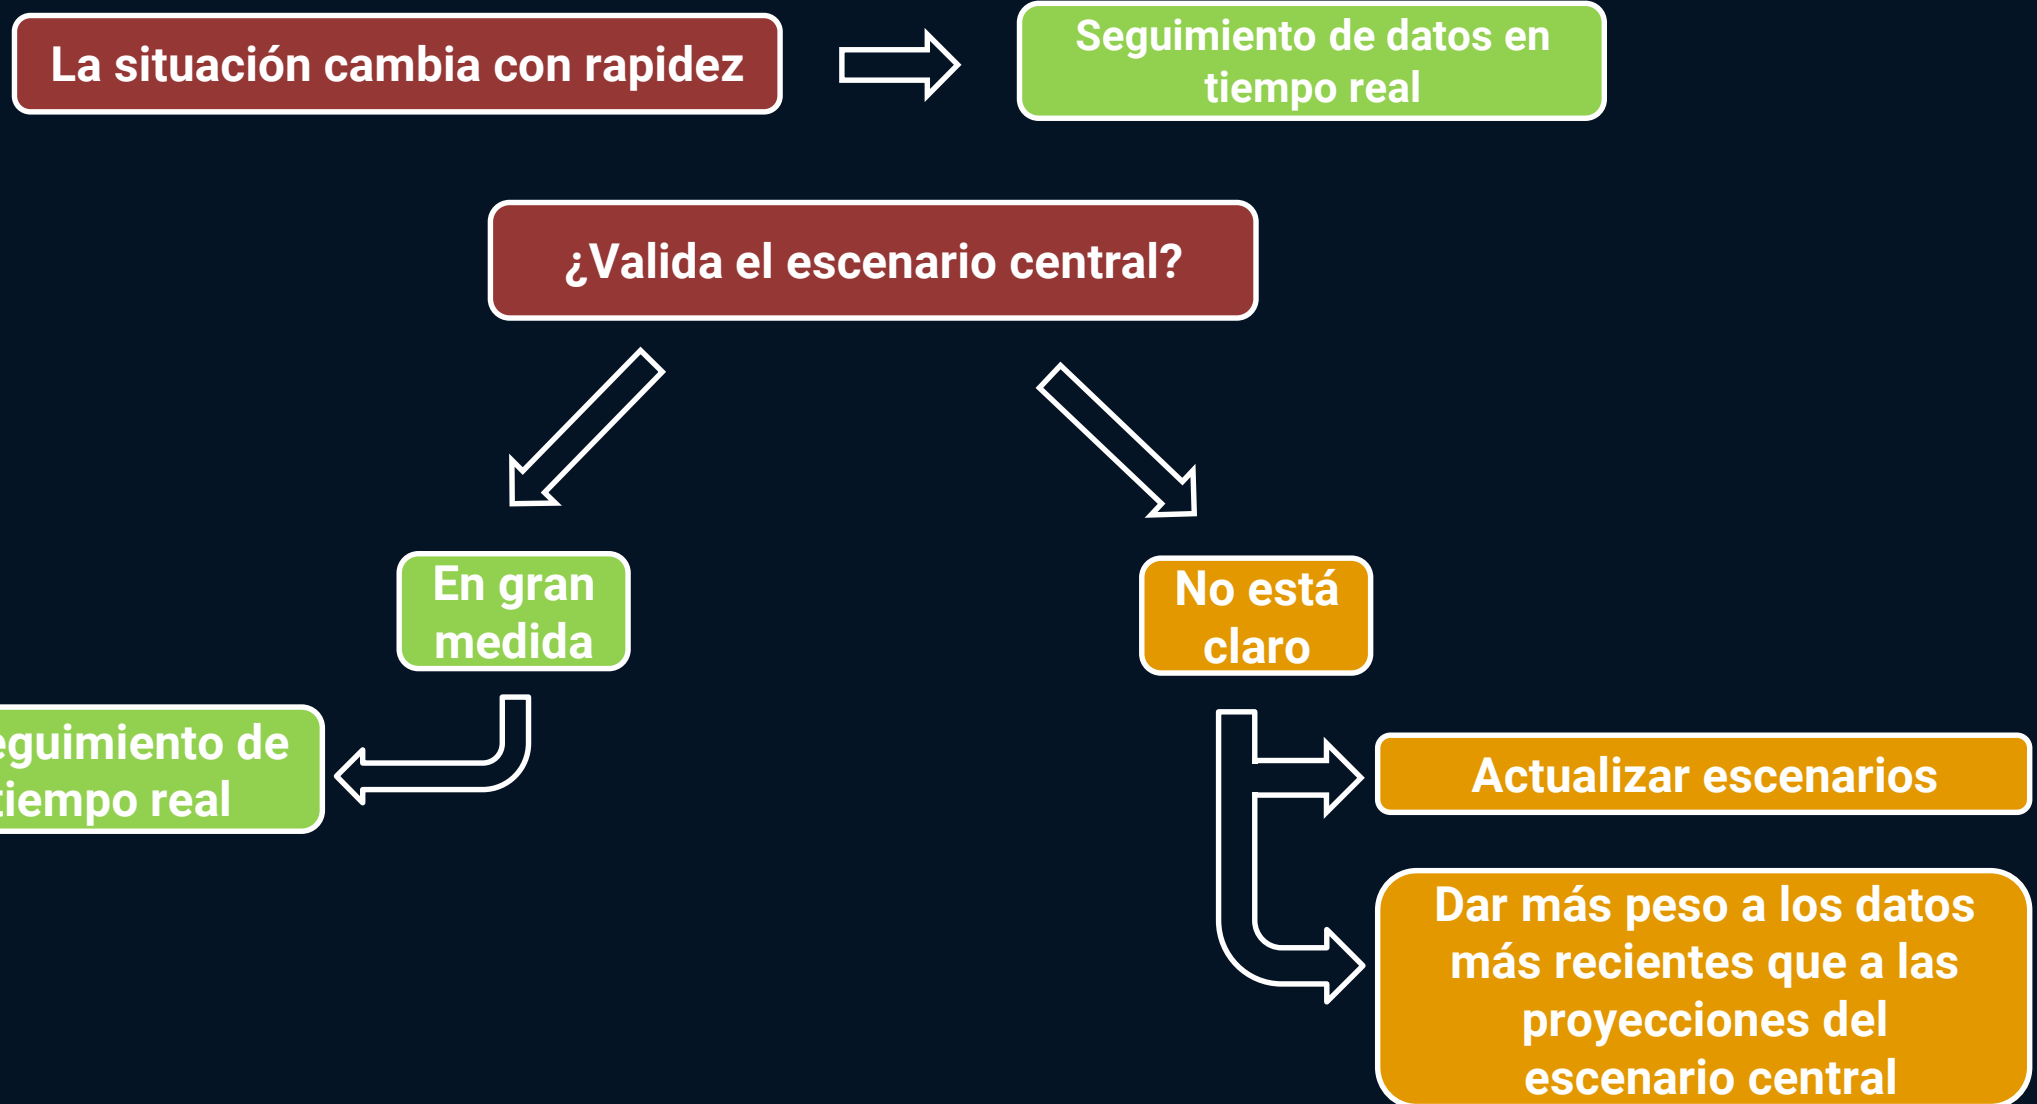 La situación cambia con rapidez
Seguimiento de datos en
tiempo real
¿Valida el escenario central?
En gran
medida
No está
claro
eguimiento de
tiempo real
Actualizar escenarios
Dar más peso a los datos
más recientes que a las
proyecciones del
escenario central